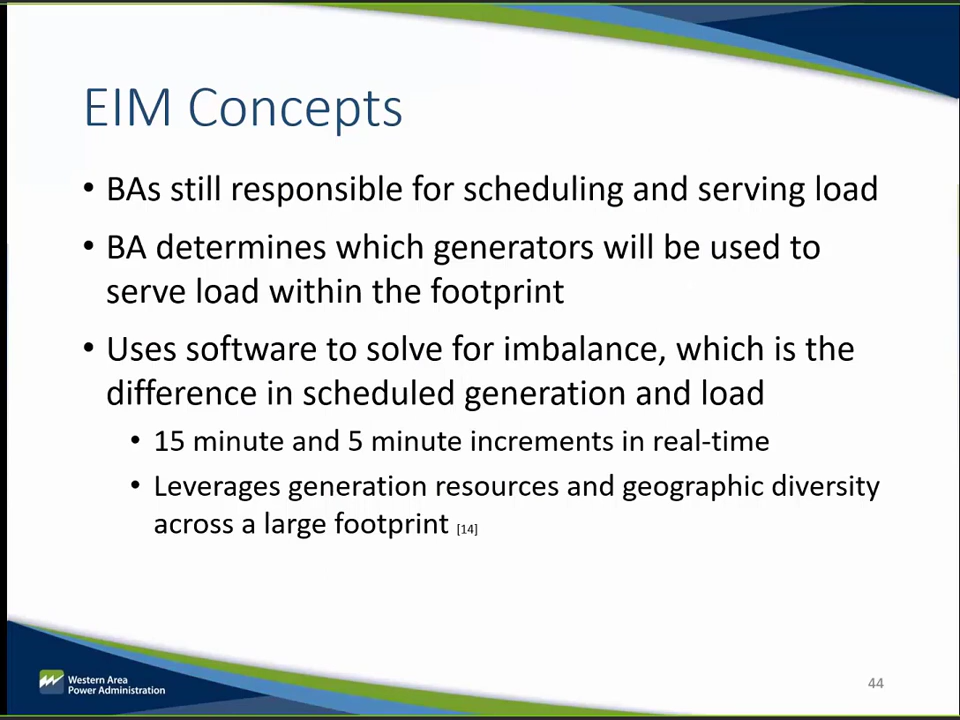 EIM Concepts
• BAs still responsible for scheduling and serving load
• BA determines which generators will be used to
serve load within the footprint
• Uses software to solve for imbalance, which is the
difference in scheduled generation and load
• 15 minute and 5 minute increments in real-time
• Leverages generation resources and geographic diversity
across a large footprint [14]
Western Area
Power Administration
44